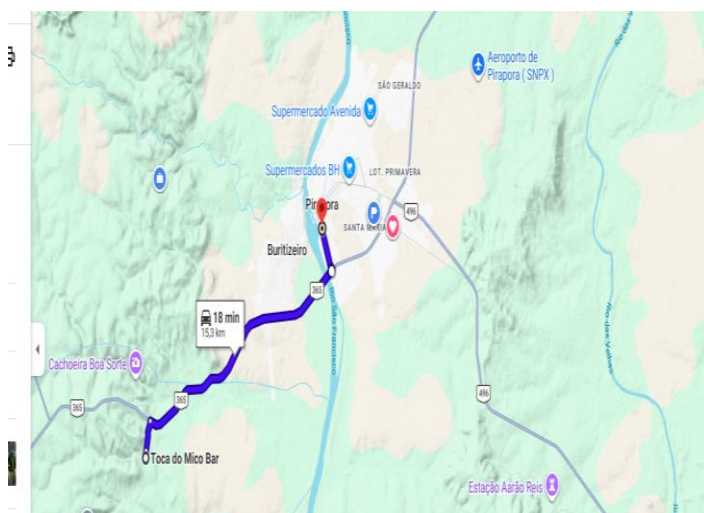 Aeroporto de
Pirapora ( SNPX )
SÃO GERALDO
Supermercado Avenida
Supermercados BH
LOT. PRIMAVERA
Pirapora
496
SANTA MARIA
Buritizeiro
365
Rio São Francisco
18 min
15,3 km
Rio das Velhas
Cachoeira Boa Sorte
365
365
496
Toca do Mico Bar
Estação Aarão Reis